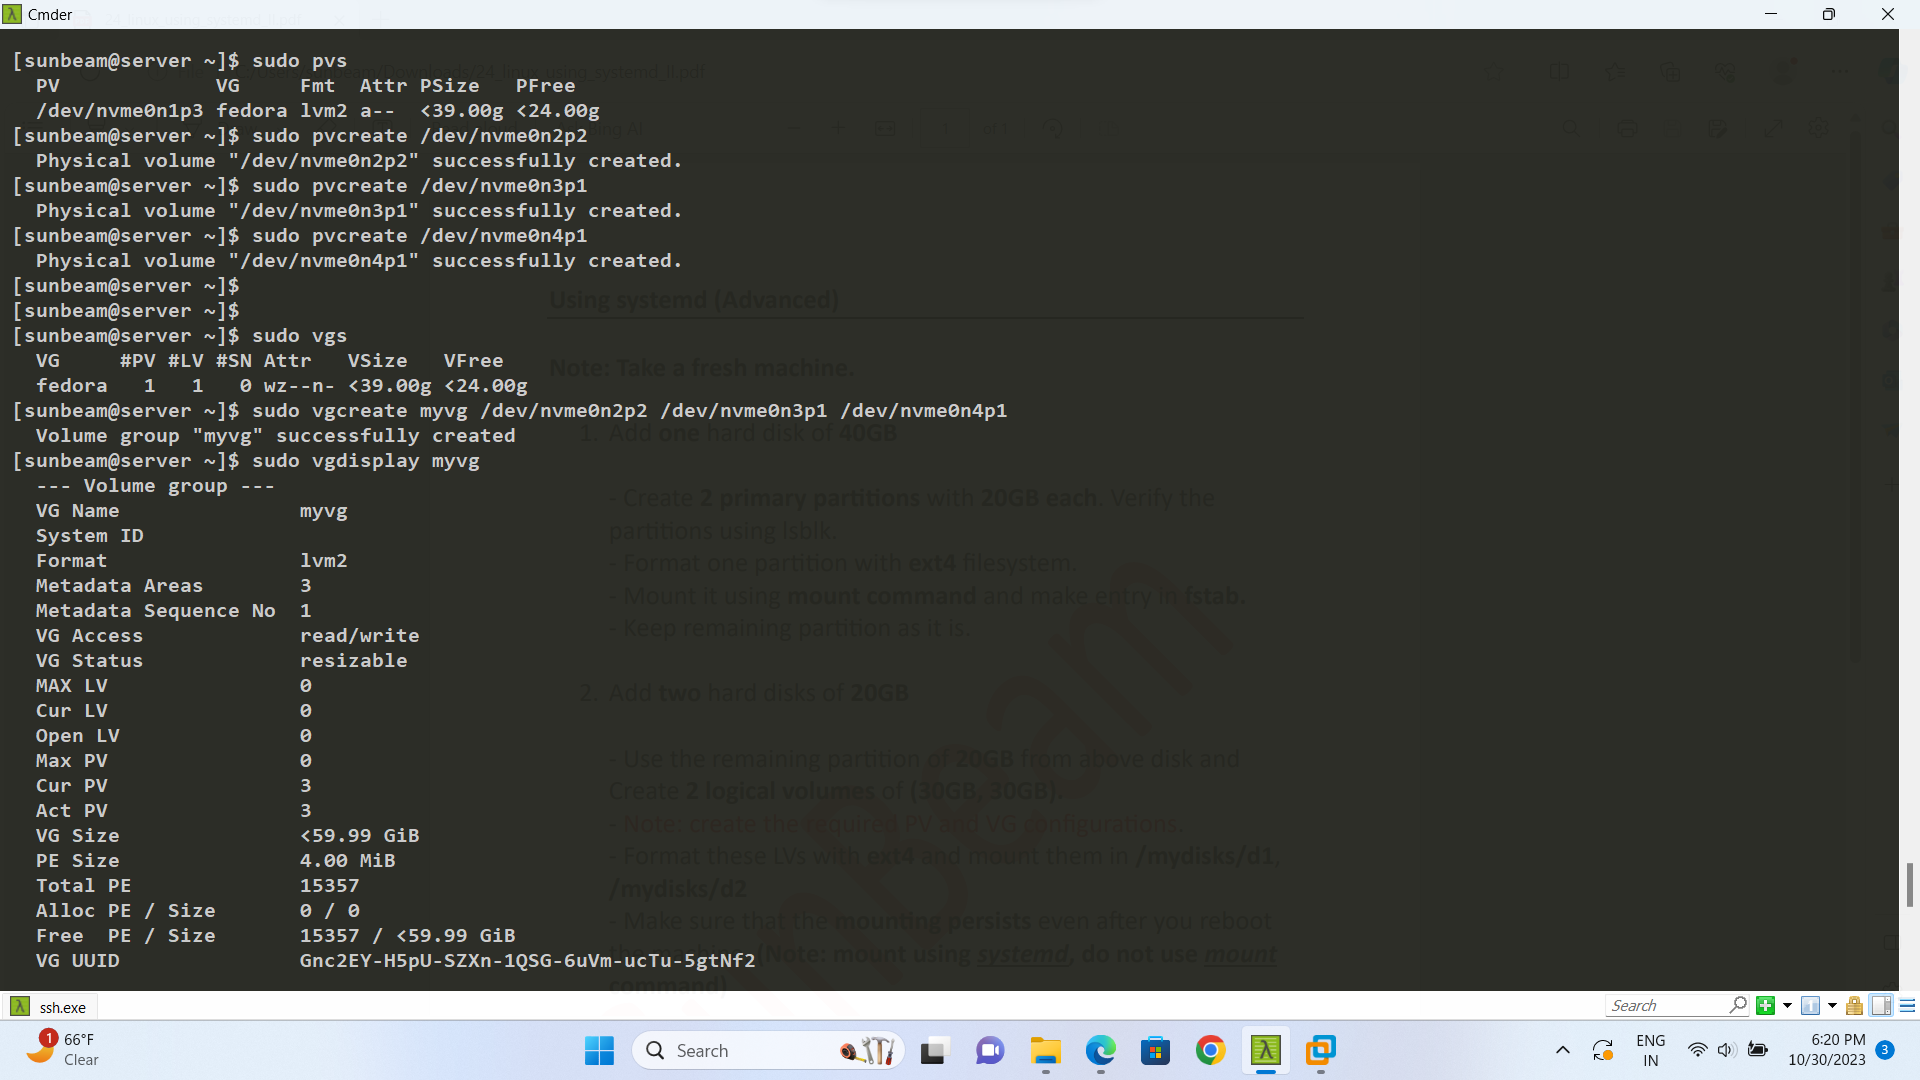 Cmder
[sunbeam@server ~]$ sudo pvs
  PV             VG     Fmt  Attr PSize   PFree
  /dev/nvme0n1p3 fedora lvm2 a--  <39.00g <24.00g
[sunbeam@server ~]$ sudo pvcreate /dev/nvme0n2p2
  Physical volume "/dev/nvme0n2p2" successfully created.
[sunbeam@server ~]$ sudo pvcreate /dev/nvme0n3p1
  Physical volume "/dev/nvme0n3p1" successfully created.
[sunbeam@server ~]$ sudo pvcreate /dev/nvme0n4p1
  Physical volume "/dev/nvme0n4p1" successfully created.
[sunbeam@server ~]$
[sunbeam@server ~]$
[sunbeam@server ~]$ sudo vgs
  VG     #PV #LV #SN Attr   VSize   VFree
  fedora   1   1   0 wz--n- <39.00g <24.00g
[sunbeam@server ~]$ sudo vgcreate myvg /dev/nvme0n2p2 /dev/nvme0n3p1 /dev/nvme0n4p1
  Volume group "myvg" successfully created
[sunbeam@server ~]$ sudo vgdisplay myvg
  --- Volume group ---
  VG Name               myvg
  System ID
  Format                lvm2
  Metadata Areas        3
  Metadata Sequence No  1
  VG Access             read/write
  VG Status             resizable
  MAX LV                0
  Cur LV                0
  Open LV               0
  Max PV                0
  Cur PV                3
  Act PV                3
  VG Size               <59.99 GiB
  PE Size               4.00 MiB
  Total PE              15357
  Alloc PE / Size       0 / 0
  Free  PE / Size       15357 / <59.99 GiB
  VG UUID               Gnc2EY-H5pU-SZXn-1QSG-6uVm-ucTu-5gtNf2
Using systemd (Advanced)
Note: Take a fresh machine.
1. Add one hard disk of 40GB
- Create 2 primary partitions with 20GB each. Verify the
partitions using lsblk.
- Format one partition with ext4 filesystem.
- Mount it using mount command and make entry in fstab.
- Keep remaining partition as it is.
2. Add two hard disks of 20GB
- Use the remaining partition of 20GB from above disk and
Create 2 logical volumes of (30GB, 30GB).
- Note: create the required PV and VG configurations.
- Format these LVs with ext4 and mount them in /mydisks/d1,
/mydisks/d2
- Make sure that the mounting persists even after you reboot
the machine. (Note: mount using systemd, do not use mount
command)
ssh.exe
Search
1
66°F
Clear
Search
ENG
IN
6:20 PM
10/30/2023
3